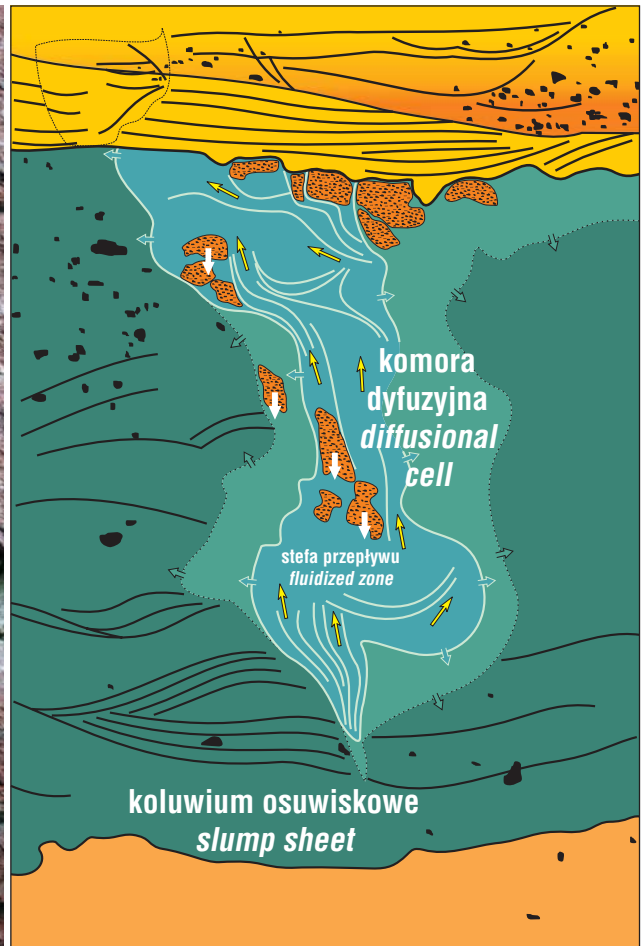 komora
dyfuzyjna
diffusional
cell
stefa przepływu
fluidized zone
koluwium osuwiskowe
slump sheet